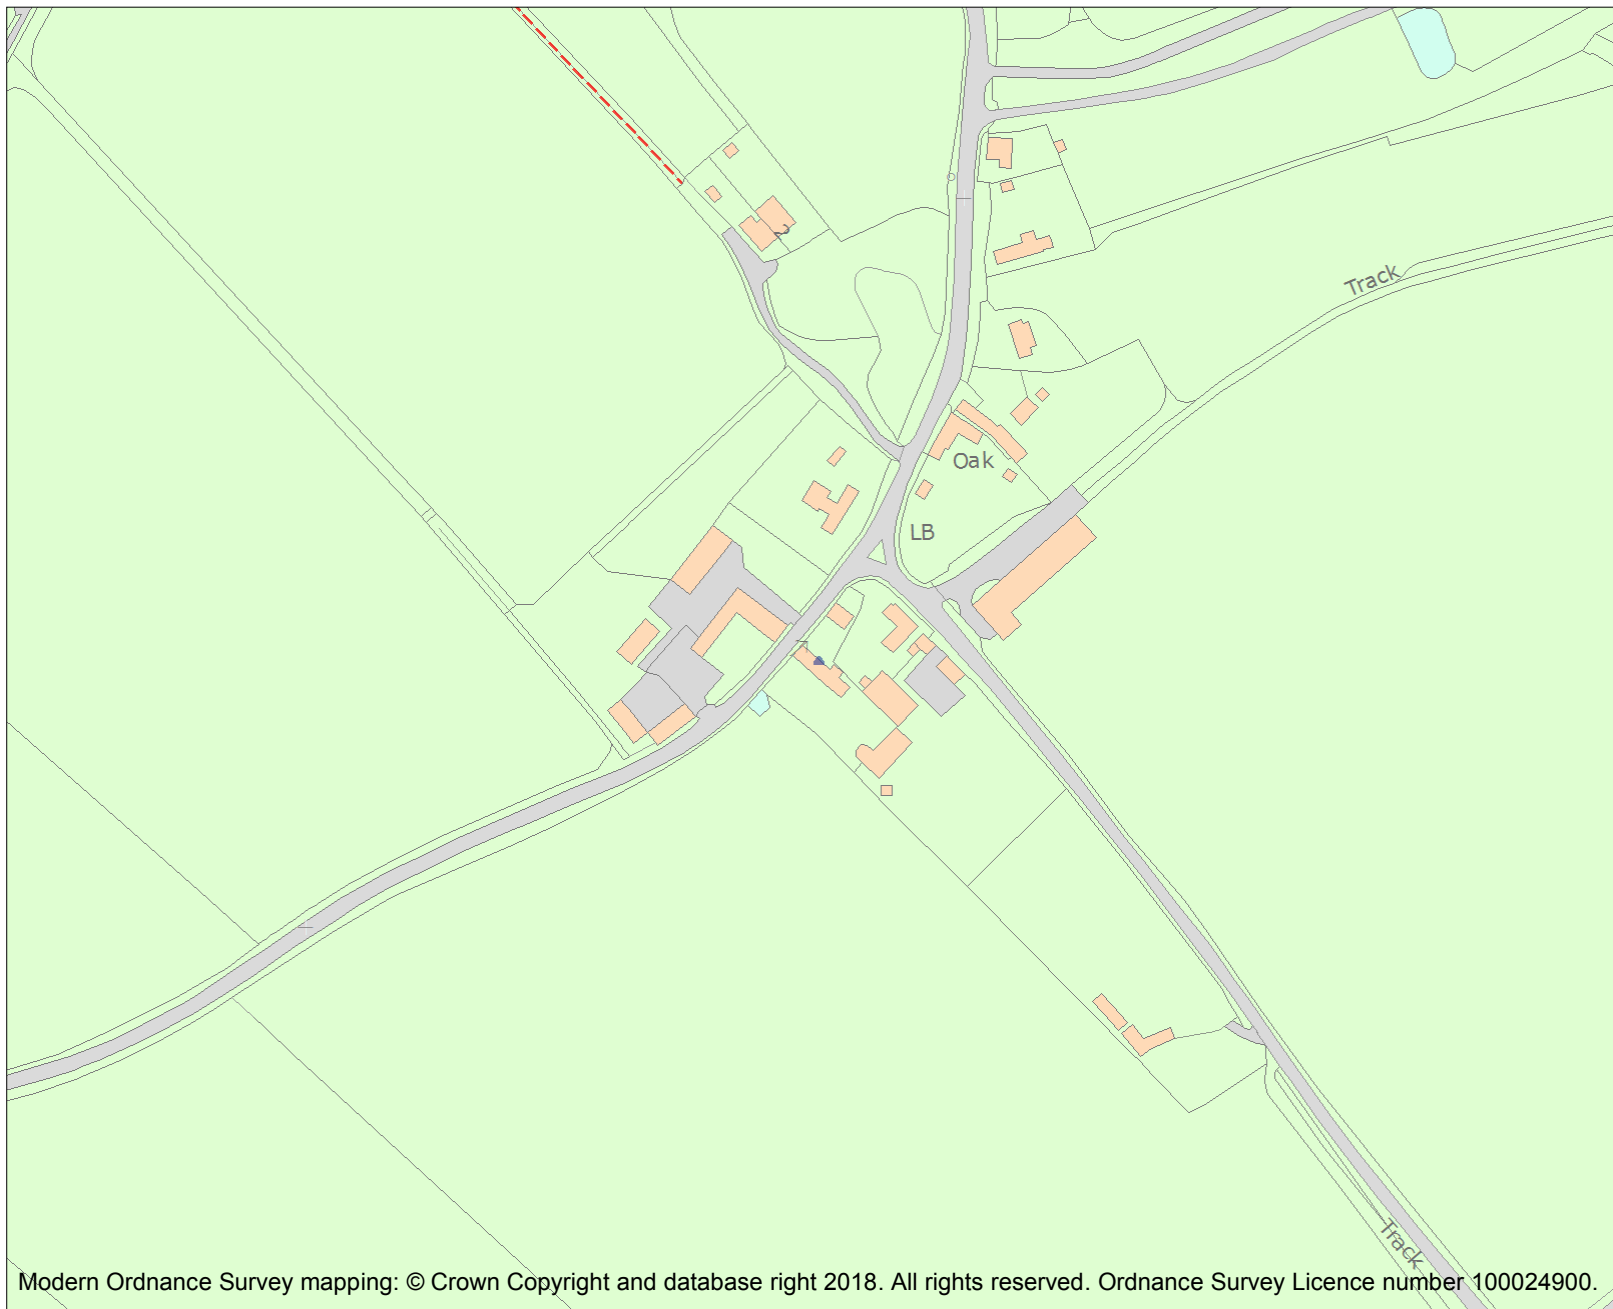 2
Track
Oak
LB
Track
Modern Ordnance Survey mapping: © Crown Copyright and database right 2018. All rights reserved. Ordnance Survey Licence number 100024900.